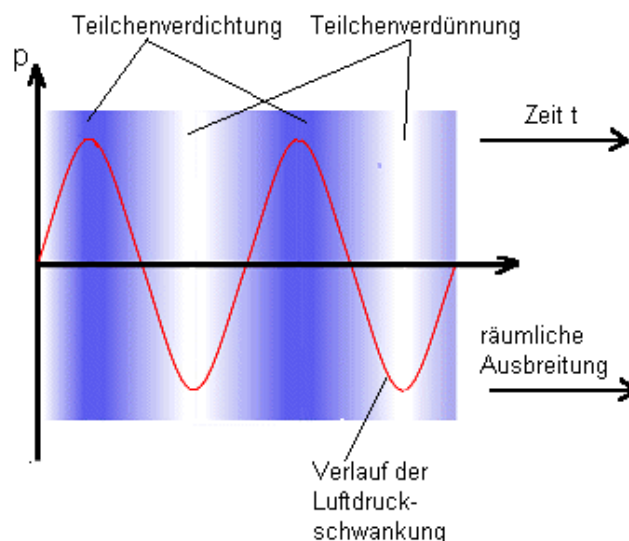 Teilchenverdichtung Teilchenverdünnung
p
Zeit t
räumliche
Ausbreitung
Verlauf der
Luftdruck-
schwankung